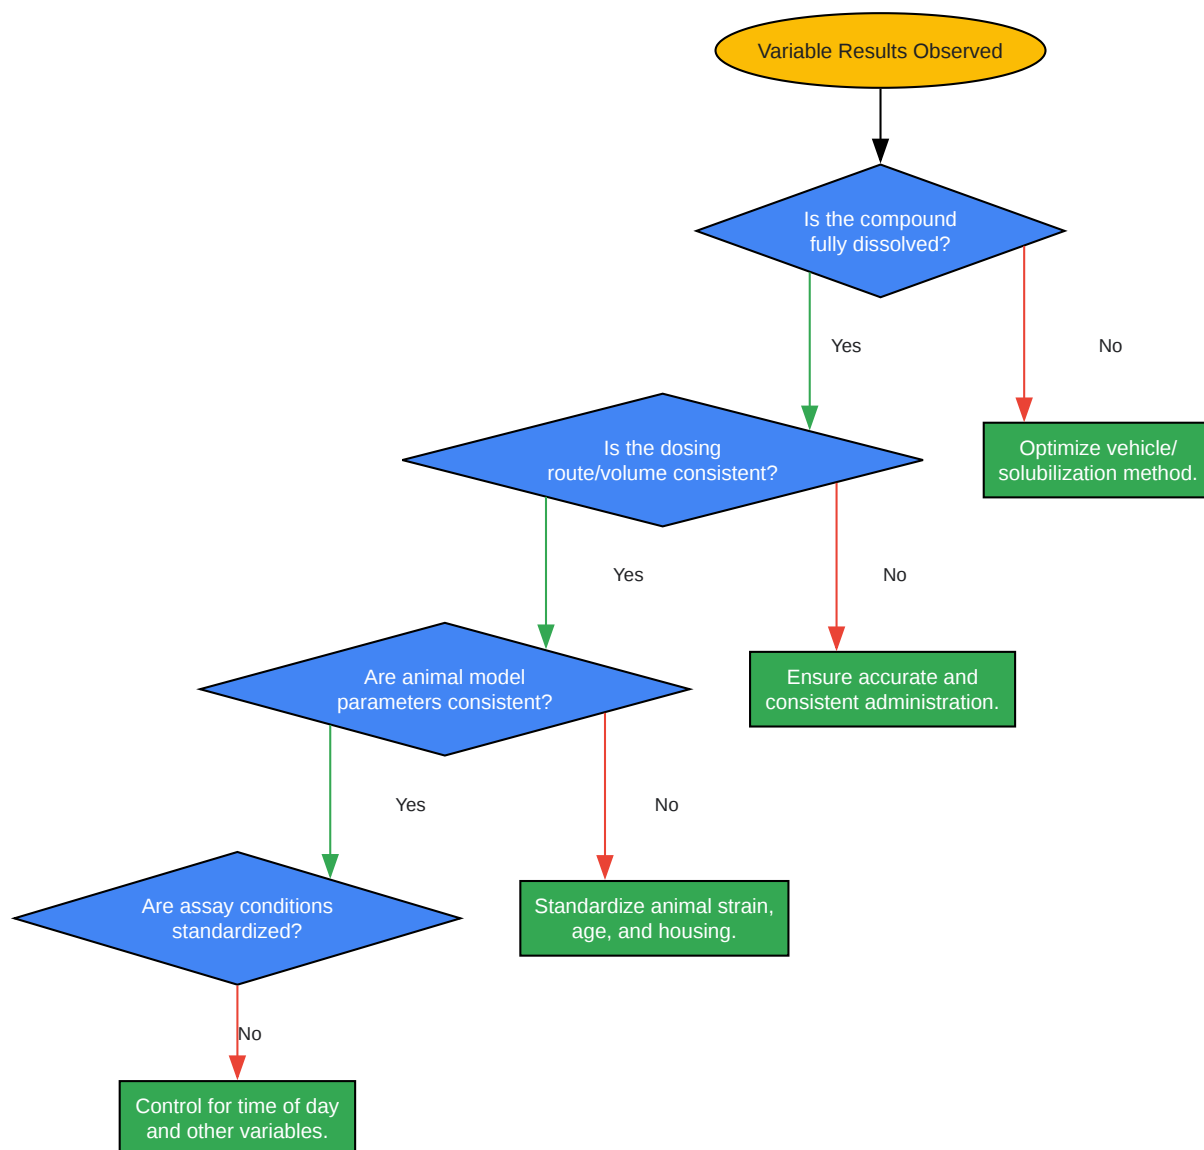 Variable Results Observed
Is the compound
fully dissolved?
Yes
No
Is the dosing
route/volume consistent?
Optimize vehicle/
solubilization method.
Yes
No
Are animal model
parameters consistent?
Ensure accurate and
consistent administration.
Yes
No
Are assay conditions
standardized?
Standardize animal strain,
age, and housing.
No
Control for time of day
and other variables.